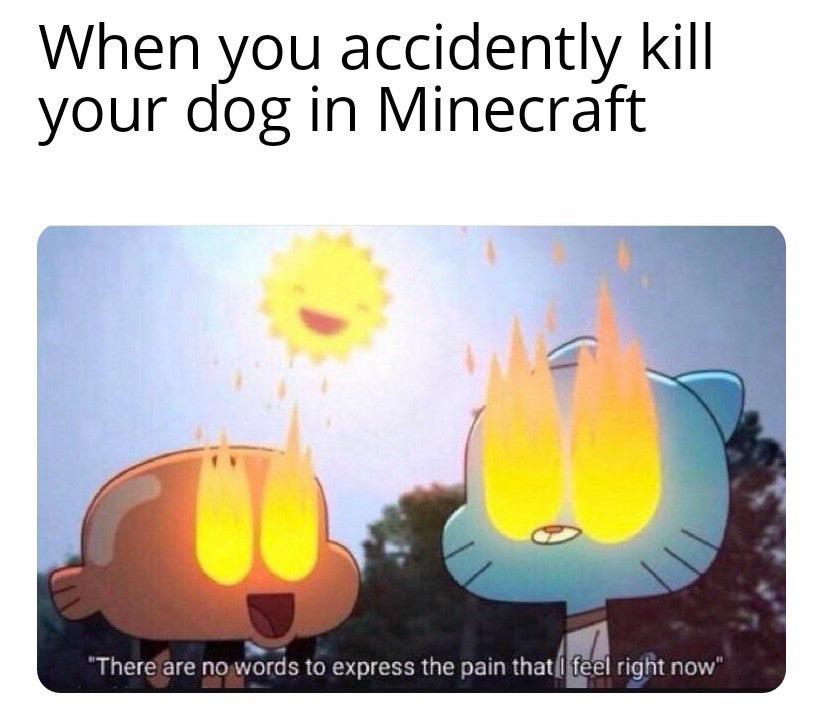 When you accidently kill
your dog in Minecraft
"There are no words to express the pain that I feel right now"